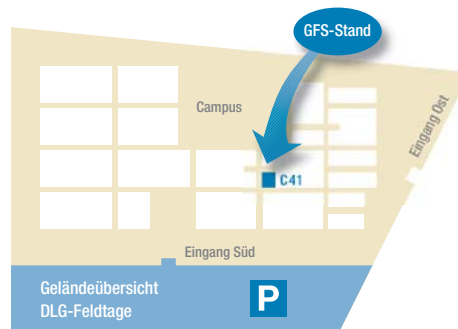 GFS-Stand
Campus
Eingang Ost
C41
Eingang Süd
Geländeübersicht
DLG-Feldtage
P